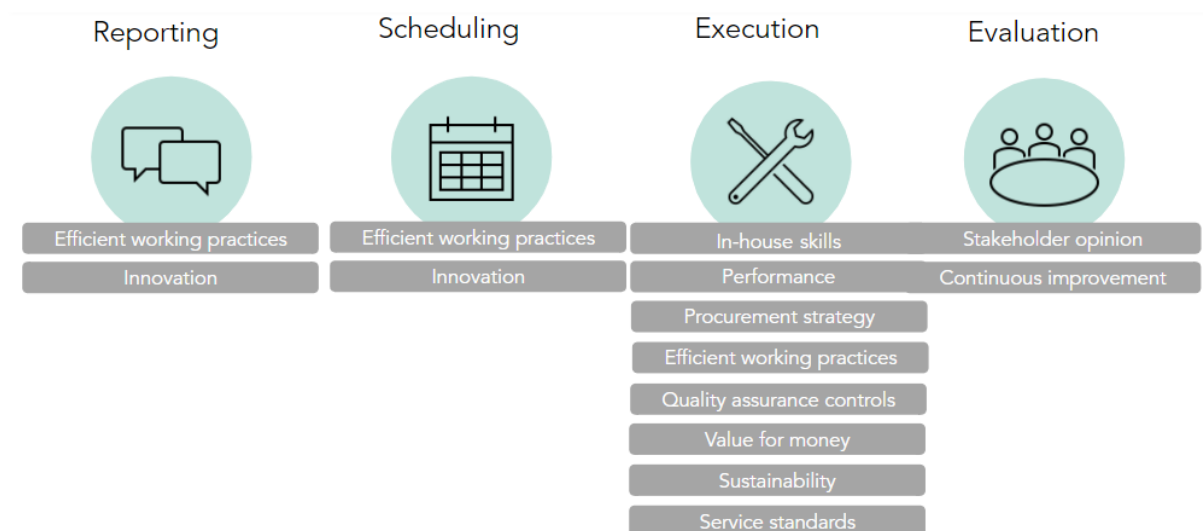 Reporting
Scheduling
Execution
Evaluation
Efficient working practices
Innovation
Efficient working practices
Innovation
In-house skills
Performance
Procurement strategy
Efficient working practices
Quality assurance controls
Value for money
Sustainability
Service standards
Stakeholder opinion
Continuous improvement